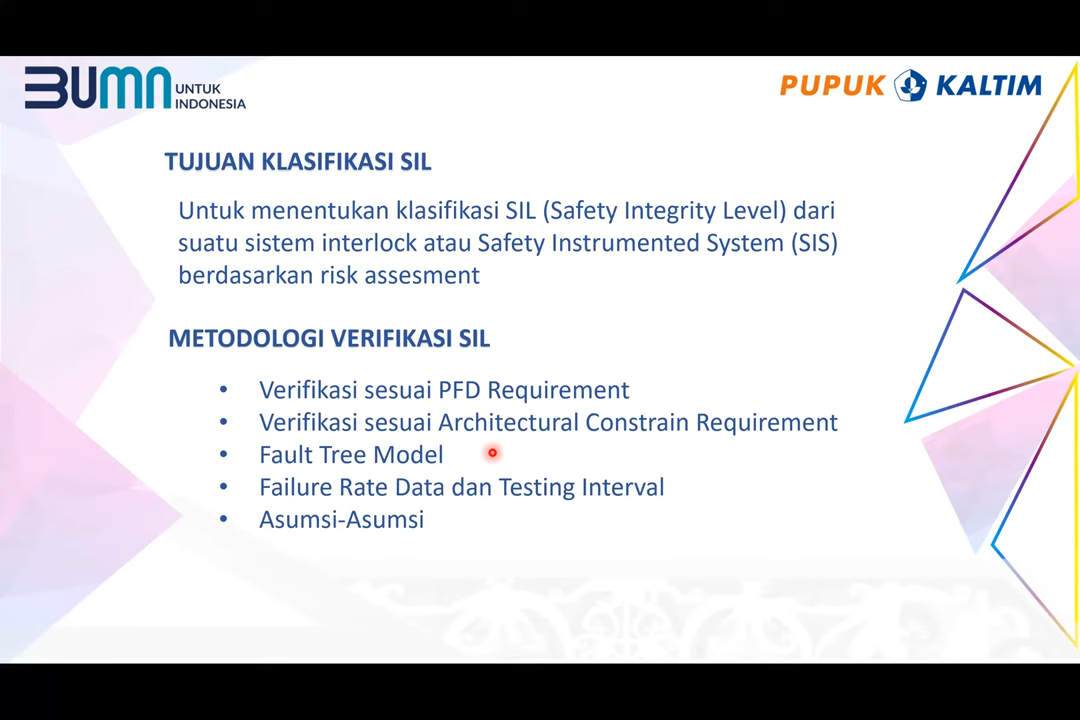 BUMN UNTUK INDONESIA
PUPUK KALTIM
TUJUAN KLASIFIKASI SIL
Untuk menentukan klasifikasi SIL (Safety Integrity Level) dari
suatu sistem interlock atau Safety Instrumented System (SIS)
berdasarkan risk assesment
METODOLOGI VERIFIKASI SIL
• Verifikasi sesuai PFD Requirement
• Verifikasi sesuai Architectural Constrain Requirement
• Fault Tree Model
• Failure Rate Data dan Testing Interval
• Asumsi-Asumsi